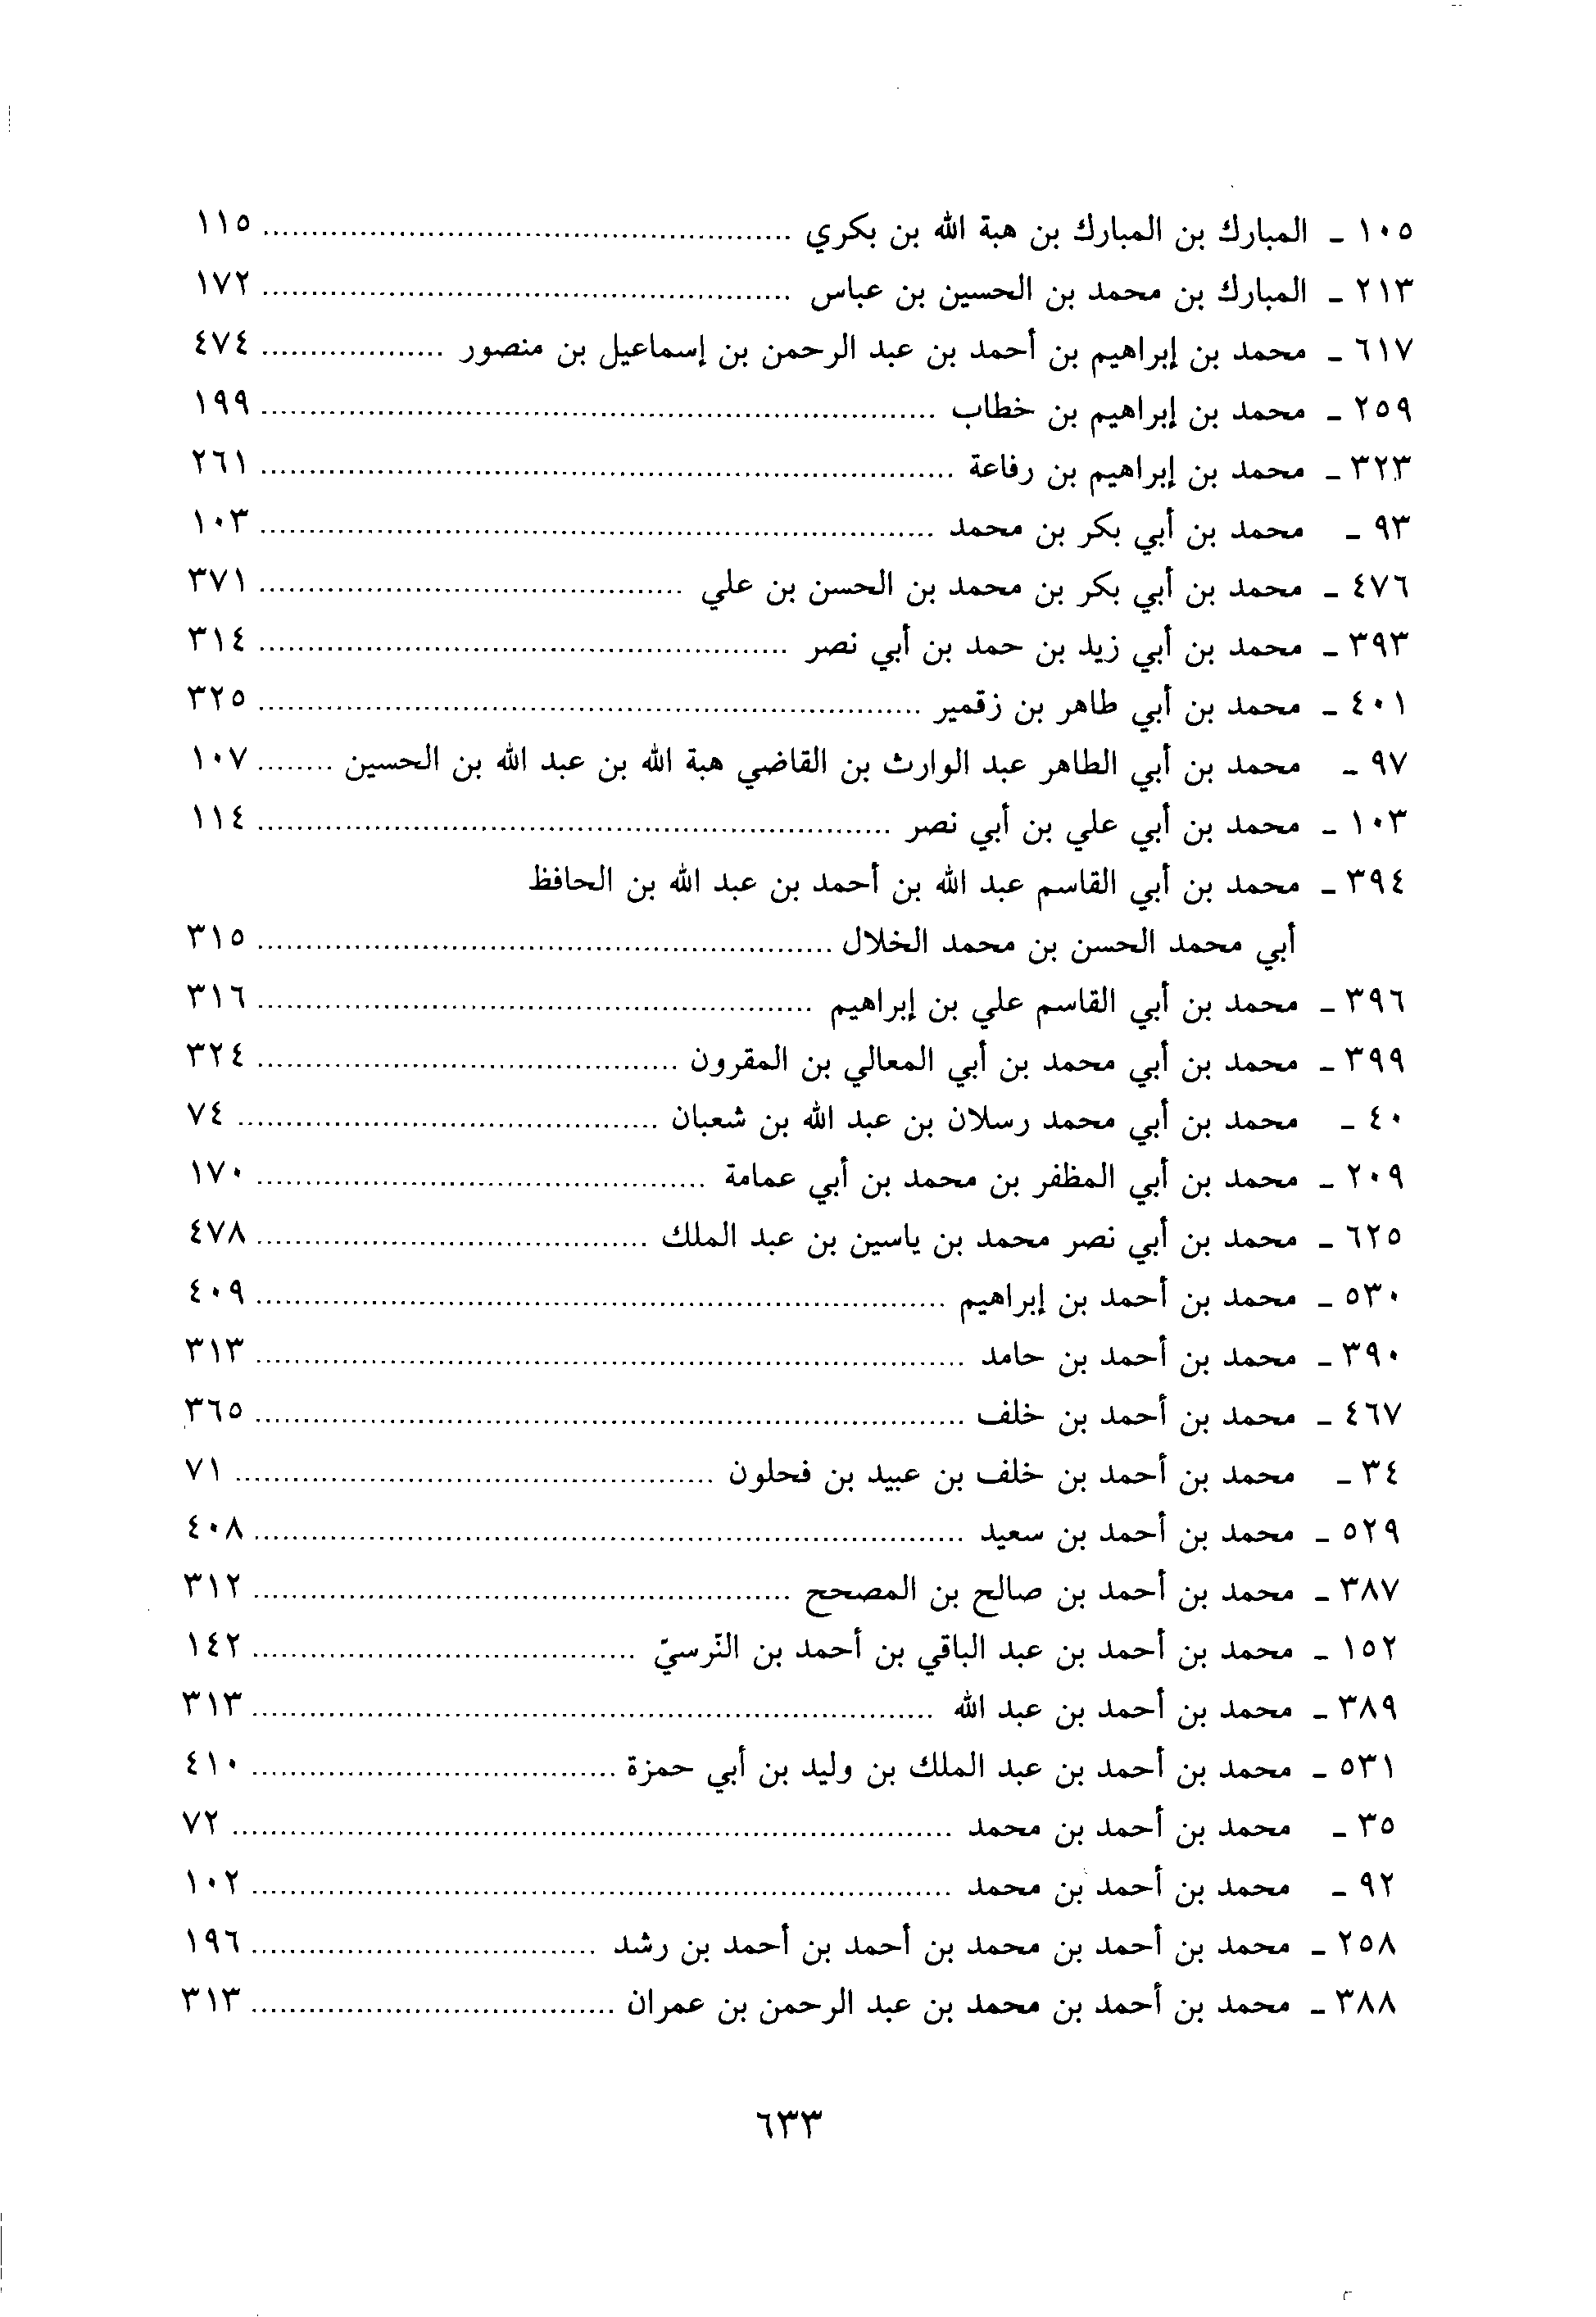 ١٠٥ ـ المبارك بن المبارك بن هبة الله بن بكري ........ ١١٥
٢١٣ ـ المبارك بن محمد بن الحسين بن عباس ........ ١٧٢
٦١٧ ـ محمد بن إبراهيم بن أحمد بن عبد الرحمن بن إسماعيل بن منصور ........ ٤٧٤
٢٥٩ ـ محمد بن إبراهيم بن خطاب ........ ١٩٩
٣٢٣ ـ محمد بن إبراهيم بن رفاعة ........ ٢٦١
٩٣ ـ محمد بن أبي بكر بن محمد ........ ١٠٣
٤٧٦ ـ محمد بن أبي بكر بن محمد بن الحسن بن علي ........ ٣٧١
٣٩٣ ـ محمد بن أبي زيد بن حمد بن أبي نصر ........ ٣١٤
٤٠١ ـ محمد بن أبي طاهر بن زقمير ........ ٣٢٥
٩٧ ـ محمد بن أبي الطاهر عبد الوارث بن القاضي هبة الله بن عبد الله بن الحسين ........ ١٠٧
١٠٣ ـ محمد بن أبي علي بن أبي نصر ........ ١١٤
٣٩٤ ـ محمد بن أبي القاسم عبد الله بن أحمد بن عبد الله بن الحافظ
أبي محمد الحسن بن محمد الخلال ........ ٣١٥
٣٩٦ ـ محمد بن أبي القاسم علي بن إبراهيم ........ ٣١٦
٣٩٩ ـ محمد بن أبي محمد بن أبي المعالي بن المقرون ........ ٣٢٤
٤٠ ـ محمد بن أبي محمد رسلان بن عبد الله بن شعبان ........ ٧٤
٢٠٩ ـ محمد بن أبي المظفر بن محمد بن أبي عمامة ........ ١٧٠
٦٢٥ ـ محمد بن أبي نصر محمد بن ياسين بن عبد الملك ........ ٤٧٨
٥٣٠ ـ محمد بن أحمد بن إبراهيم ........ ٤٠٩
٣٩٠ ـ محمد بن أحمد بن حامد ........ ٣١٣
٤٦٧ ـ محمد بن أحمد بن خلف ........ ٣٦٥
٣٤ ـ محمد بن أحمد بن خلف بن عبيد بن فحلون ........ ٧١
٥٢٩ ـ محمد بن أحمد بن سعيد ........ ٤٠٨
٣٨٧ ـ محمد بن أحمد بن صالح بن المصحح ........ ٣١٢
١٥٢ ـ محمد بن أحمد بن عبد الباقي بن أحمد بن النّرسيّ ........ ١٤٢
٣٨٩ ـ محمد بن أحمد بن عبد الله ........ ٣١٣
٥٣١ ـ محمد بن أحمد بن عبد الملك بن وليد بن أبي حمزة ........ ٤١٠
٣٥ ـ محمد بن أحمد بن محمد ........ ٧٢
٩٢ ـ محمد بن أحمد بن محمد ........ ١٠٢
٢٥٨ ـ محمد بن أحمد بن محمد بن أحمد بن أحمد بن رشد ........ ١٩٦
٣٨٨ ـ محمد بن أحمد بن محمد بن عبد الرحمن بن عمران ........ ٣١٣
٦٣٣